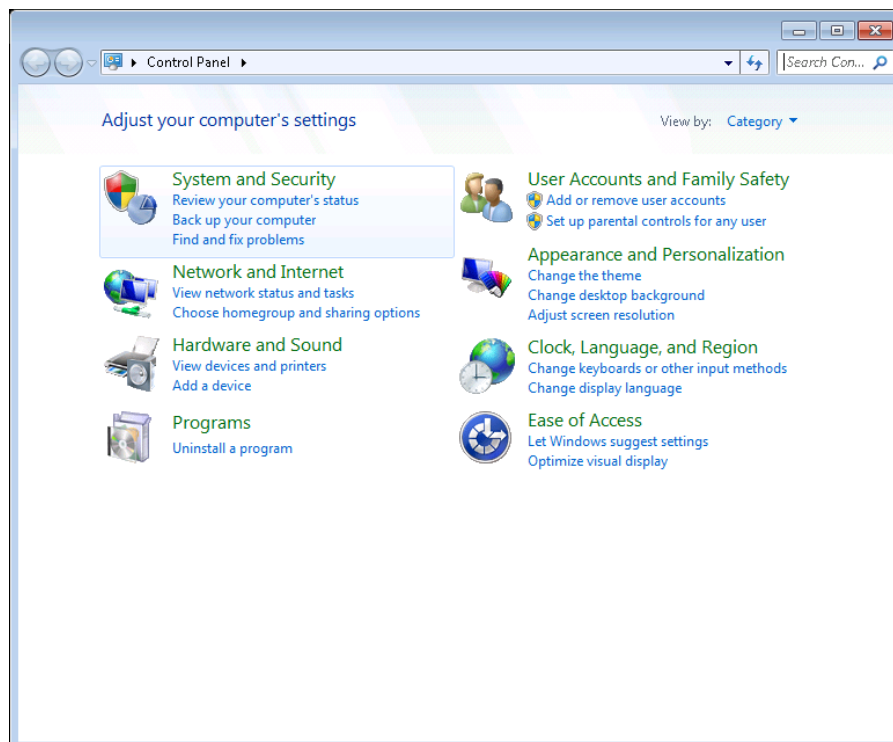 Control Panel
Search Con...
Adjust your computer's settings
View by: Category
System and Security
Review your computer's status
Back up your computer
Find and fix problems
Network and Internet
View network status and tasks
Choose homegroup and sharing options
Hardware and Sound
View devices and printers
Add a device
Programs
Uninstall a program
User Accounts and Family Safety
Add or remove user accounts
Set up parental controls for any user
Appearance and Personalization
Change the theme
Change desktop background
Adjust screen resolution
Clock, Language, and Region
Change keyboards or other input methods
Change display language
Ease of Access
Let Windows suggest settings
Optimize visual display